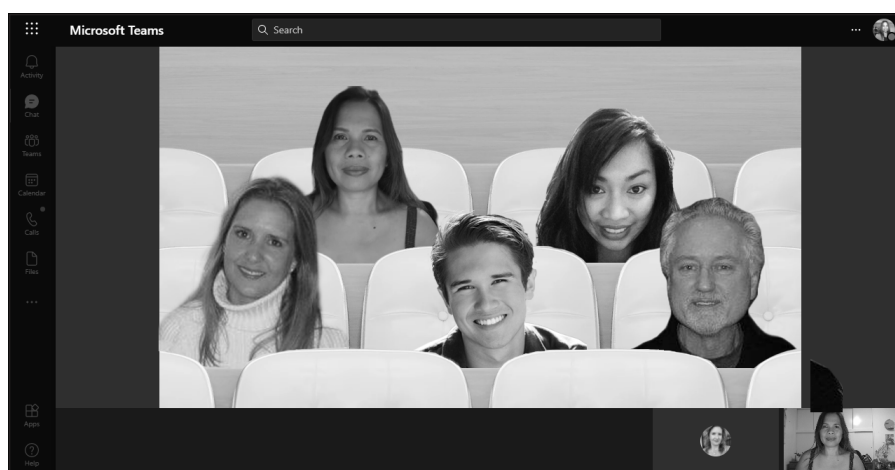 Microsoft Teams
Search
Activity
Chat
Teams
Calendar
Calls
Files
Apps
Help